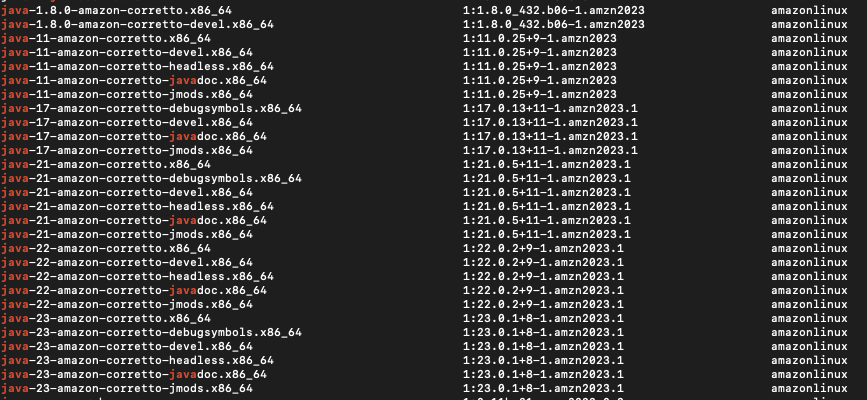 java-1.8.0-amazon-corretto.x86_64 1:1.8.0_432.b06-1.amzn2023 amazonlinux
java-1.8.0-amazon-corretto-devel.x86_64 1:1.8.0_432.b06-1.amzn2023 amazonlinux
java-11-amazon-corretto.x86_64 1:11.0.25+9-1.amzn2023 amazonlinux
java-11-amazon-corretto-devel.x86_64 1:11.0.25+9-1.amzn2023 amazonlinux
java-11-amazon-corretto-headless.x86_64 1:11.0.25+9-1.amzn2023 amazonlinux
java-11-amazon-corretto-javadoc.x86_64 1:11.0.25+9-1.amzn2023 amazonlinux
java-11-amazon-corretto-jmods.x86_64 1:11.0.25+9-1.amzn2023 amazonlinux
java-17-amazon-corretto-debugsymbols.x86_64 1:17.0.13+11-1.amzn2023.1 amazonlinux
java-17-amazon-corretto-devel.x86_64 1:17.0.13+11-1.amzn2023.1 amazonlinux
java-17-amazon-corretto-javadoc.x86_64 1:17.0.13+11-1.amzn2023.1 amazonlinux
java-17-amazon-corretto-jmods.x86_64 1:17.0.13+11-1.amzn2023.1 amazonlinux
java-21-amazon-corretto.x86_64 1:21.0.5+11-1.amzn2023.1 amazonlinux
java-21-amazon-corretto-debugsymbols.x86_64 1:21.0.5+11-1.amzn2023.1 amazonlinux
java-21-amazon-corretto-devel.x86_64 1:21.0.5+11-1.amzn2023.1 amazonlinux
java-21-amazon-corretto-headless.x86_64 1:21.0.5+11-1.amzn2023.1 amazonlinux
java-21-amazon-corretto-javadoc.x86_64 1:21.0.5+11-1.amzn2023.1 amazonlinux
java-21-amazon-corretto-jmods.x86_64 1:21.0.5+11-1.amzn2023.1 amazonlinux
java-22-amazon-corretto.x86_64 1:22.0.2+9-1.amzn2023.1 amazonlinux
java-22-amazon-corretto-devel.x86_64 1:22.0.2+9-1.amzn2023.1 amazonlinux
java-22-amazon-corretto-headless.x86_64 1:22.0.2+9-1.amzn2023.1 amazonlinux
java-22-amazon-corretto-javadoc.x86_64 1:22.0.2+9-1.amzn2023.1 amazonlinux
java-22-amazon-corretto-jmods.x86_64 1:22.0.2+9-1.amzn2023.1 amazonlinux
java-23-amazon-corretto.x86_64 1:23.0.1+8-1.amzn2023.1 amazonlinux
java-23-amazon-corretto-debugsymbols.x86_64 1:23.0.1+8-1.amzn2023.1 amazonlinux
java-23-amazon-corretto-devel.x86_64 1:23.0.1+8-1.amzn2023.1 amazonlinux
java-23-amazon-corretto-headless.x86_64 1:23.0.1+8-1.amzn2023.1 amazonlinux
java-23-amazon-corretto-javadoc.x86_64 1:23.0.1+8-1.amzn2023.1 amazonlinux
java-23-amazon-corretto-jmods.x86_64 1:23.0.1+8-1.amzn2023.1 amazonlinux